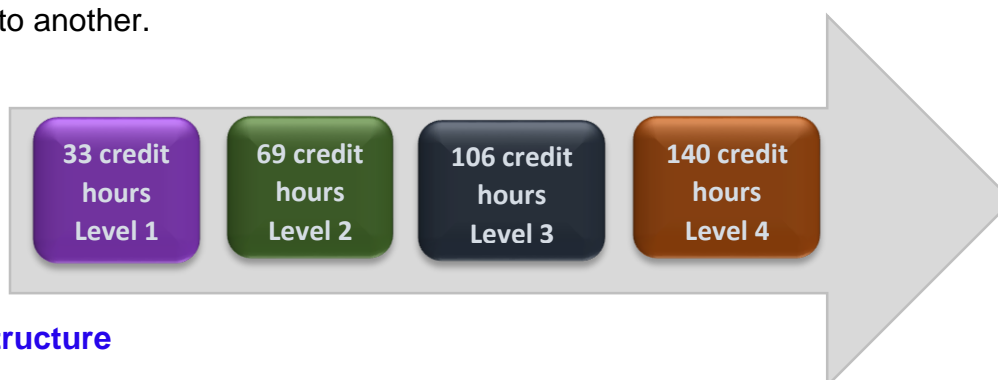 to another.
33 credit
hours
Level 1
69 credit
hours
Level 2
106 credit
hours
Level 3
140 credit
hours
Level 4